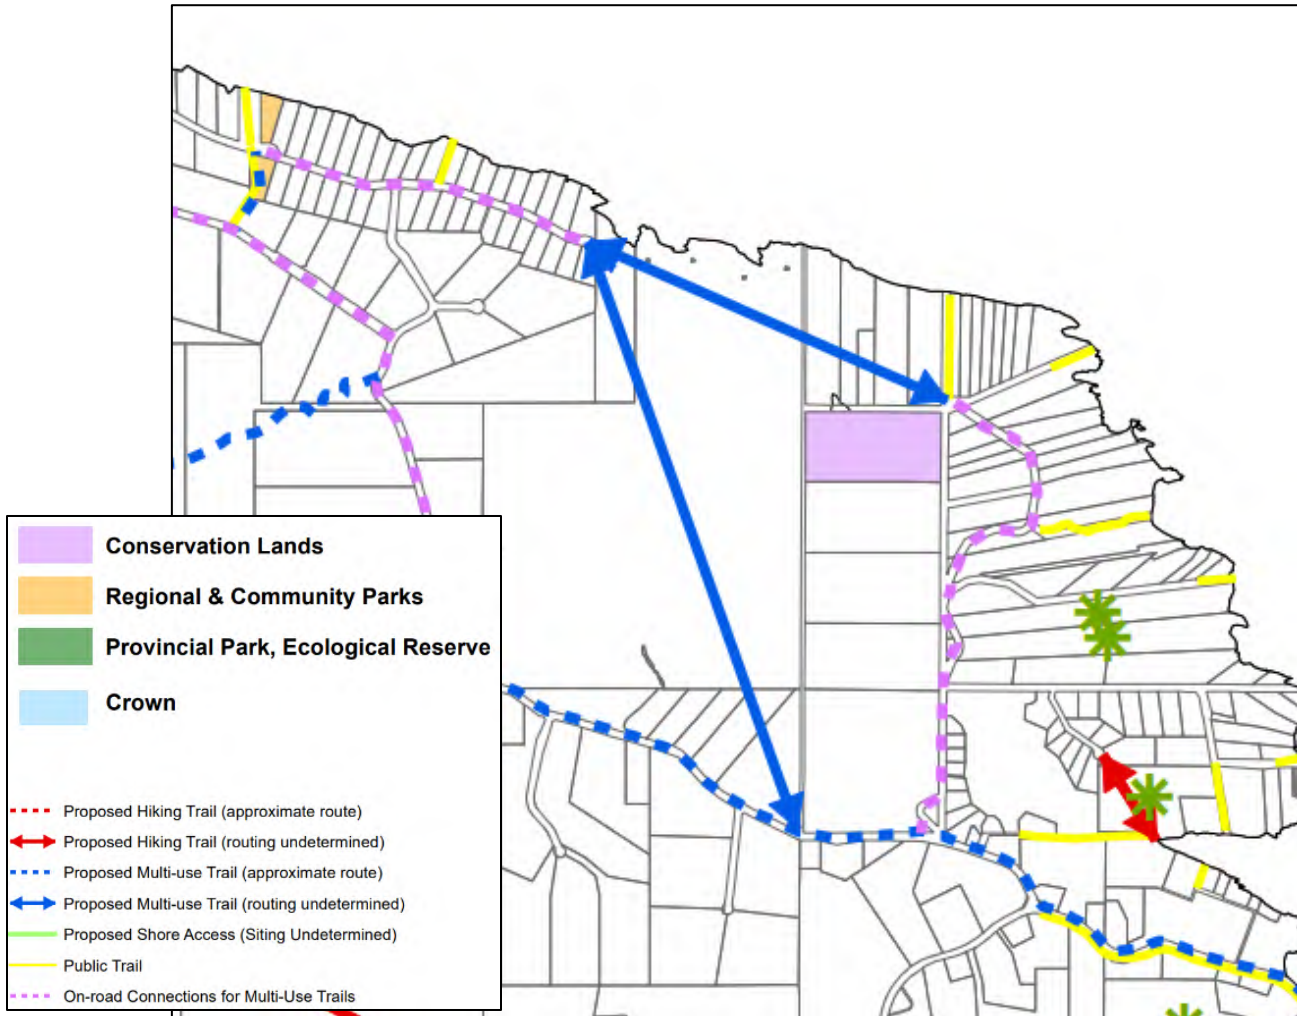 Conservation Lands
Regional & Community Parks
Provincial Park, Ecological Reserve
Crown
Proposed Hiking Trail (approximate route)
Proposed Hiking Trail (routing undetermined)
Proposed Multi-use Trail (approximate route)
Proposed Multi-use Trail (routing undetermined)
Proposed Shore Access (Siting Undetermined)
Public Trail
On-road Connections for Multi-Use Trails